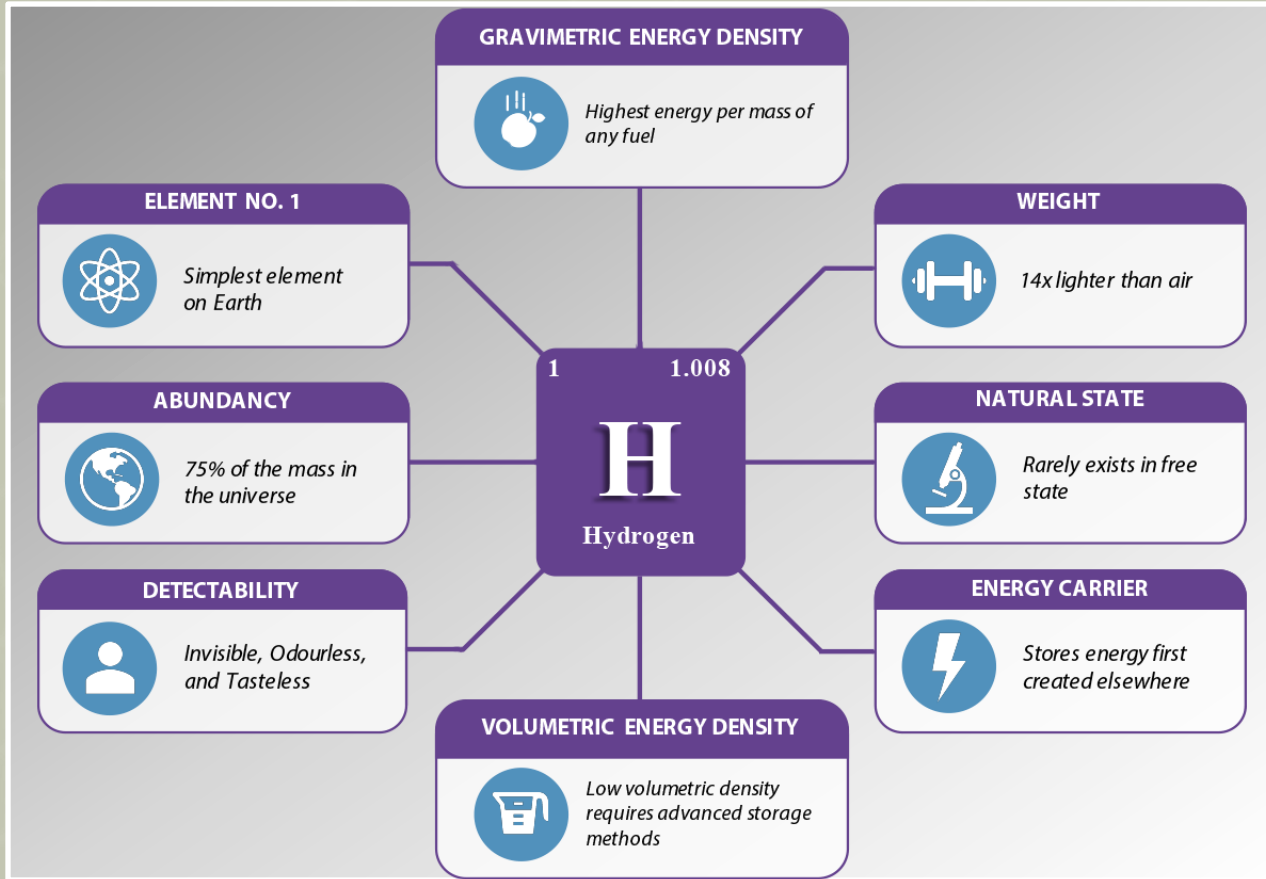 GRAVIMETRIC ENERGY DENSITY
Highest energy per mass of
any fuel
ELEMENT NO. 1
Simplest element
on Earth
WEIGHT
14x lighter than air
1
1.008
H
Hydrogen
ABUNDANCY
75% of the mass in
the universe
NATURAL STATE
Rarely exists in free
state
DETECTABILITY
Invisible, Odourless,
and Tasteless
ENERGY CARRIER
Stores energy first
created elsewhere
VOLUMETRIC ENERGY DENSITY
Low volumetric density
requires advanced storage
methods